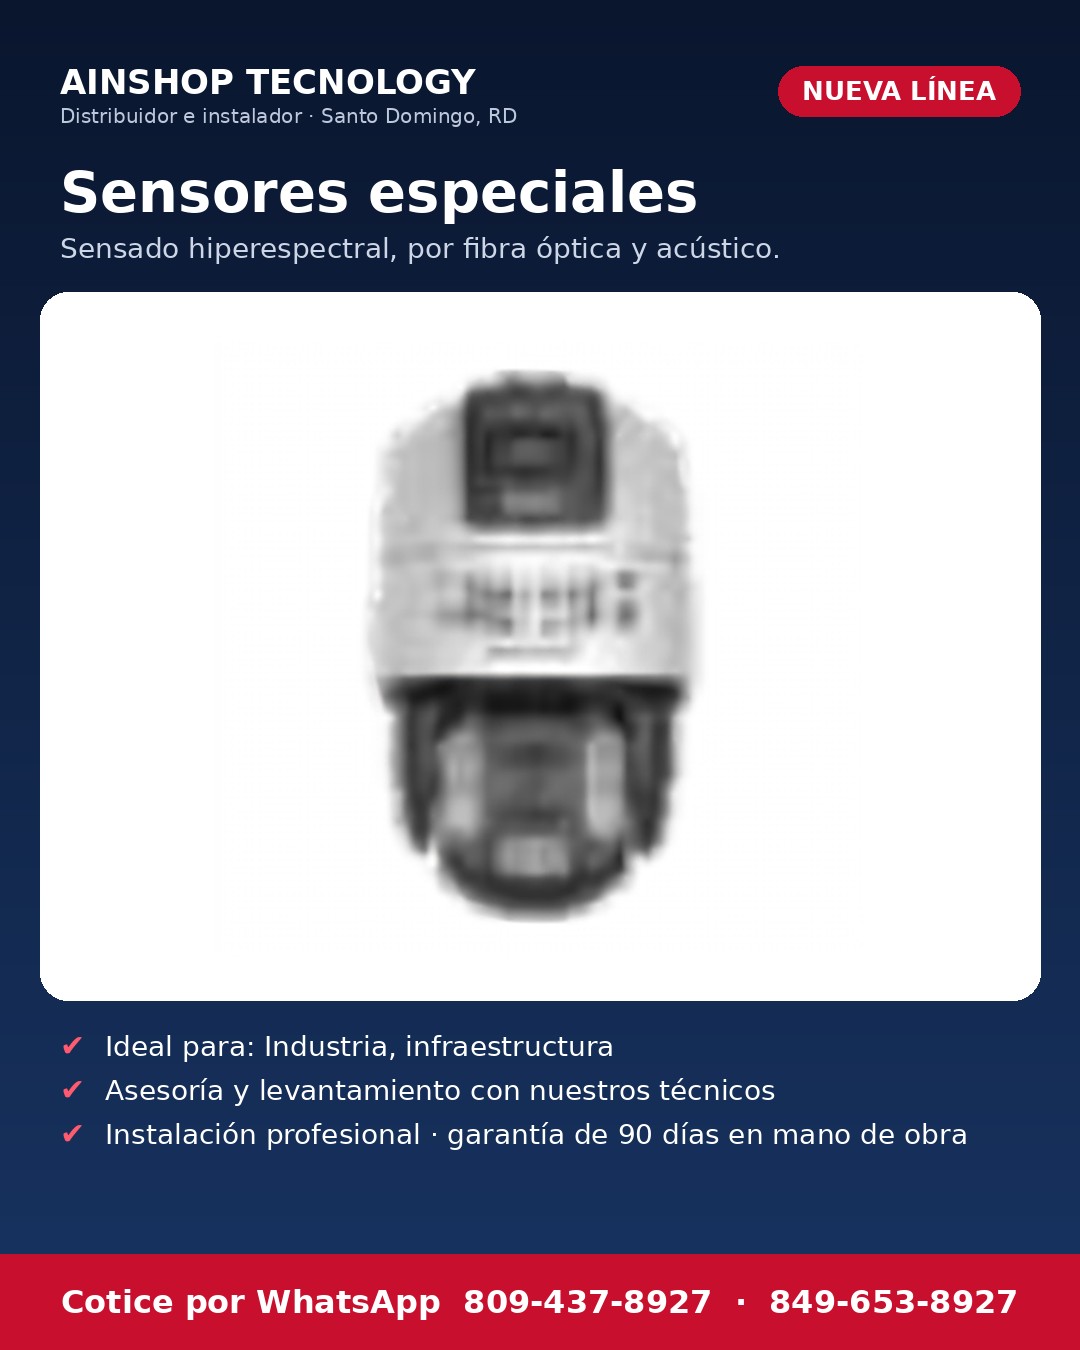 AINSHOP TECNOLOGY
Distribuidor e instalador · Santo Domingo, RD
NUEVA LÍNEA
Sensores especiales
Sensado hiperespectral, por fibra óptica y acústico.
✔ Ideal para: Industria, infraestructura
✔ Asesoría y levantamiento con nuestros técnicos
✔ Instalación profesional · garantía de 90 días en mano de obra
Cotice por WhatsApp 809-437-8927 · 849-653-8927